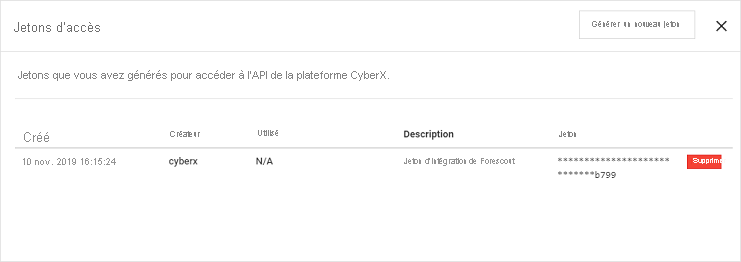 Jetons d'accès
Générer un nouveau jeton
Jetons que vous avez générés pour accéder à l'API de la plateforme CyberX.
Créé Créateur Utilisé Description Jeton
10 nov. 2019 16:15:24 cyberx N/A Jeton d'intégration de Forescout *********************
*******b799
Supprime